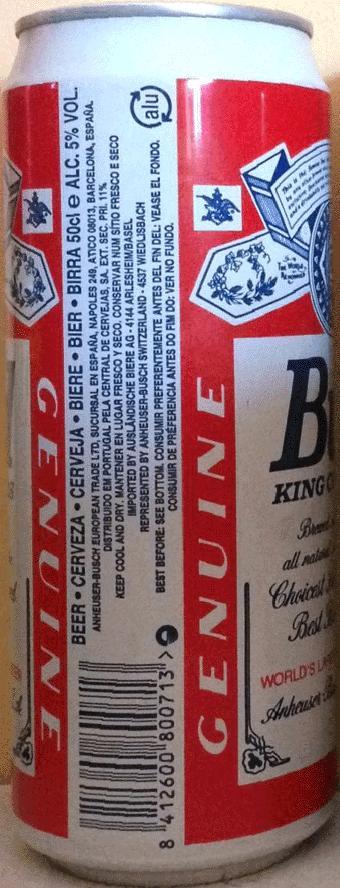 BEER • CERVEZA • CERVEJA • BIERE • BIER • BIRRA 50cl e ALC. 5% VOL.
ANHEUSER-BUSCH EUROPEAN TRADE LTD. SUCURSAL EN ESPAÑA, NAPOLES 249, ATICO 08013, BARCELONA, ESPAÑA.
DISTRIBUIDO EM PORTUGAL PELA CENTRAL DE CERVEJAS, SA. EXT. SEC. PRI. 11%
KEEP COOL AND DRY. MANTENER EN LUGAR FRESCO Y SECO. CONSERVAR NUM SÍTIO FRESCO E SECO
IMPORTED BY AUSLÄNDISCHE BIERE AG - 4144 ARLESHEIM/BASEL
REPRESENTED BY ANHEUSER-BUSCH SWITZERLAND - 4537 WIEDLISBACH
BEST BEFORE: SEE BOTTOM. CONSUMIR PREFERENTEMENTE ANTES DEL FIN DEL: VEASE EL FONDO.
CONSUMIR DE PRÉFERENCIA ANTES DO FIM DO: VER NO FUNDO.
alu
8 412600 800713 >
GENUINE
GENUINE
B
KING
Brewed
all natural
Choicest
Best
WORLD'S
Anheuser